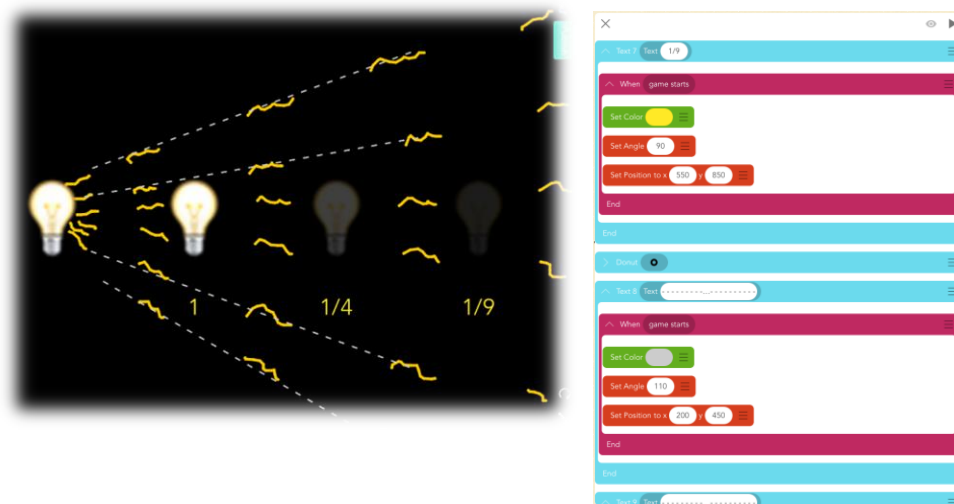 1
1/4
1/9
Text 7 Text 1/9
When game starts
Set Color
Set Angle 90
Set Position to x 550 y 850
End
End
Donut
Text 8 Text - - - - - - - - - -_- - - - - - - - - -
When game starts
Set Color
Set Angle 110
Set Position to x 200 y 450
End
End
Text 9 Text - - - - - - - - - -_- - - - - - - - - -